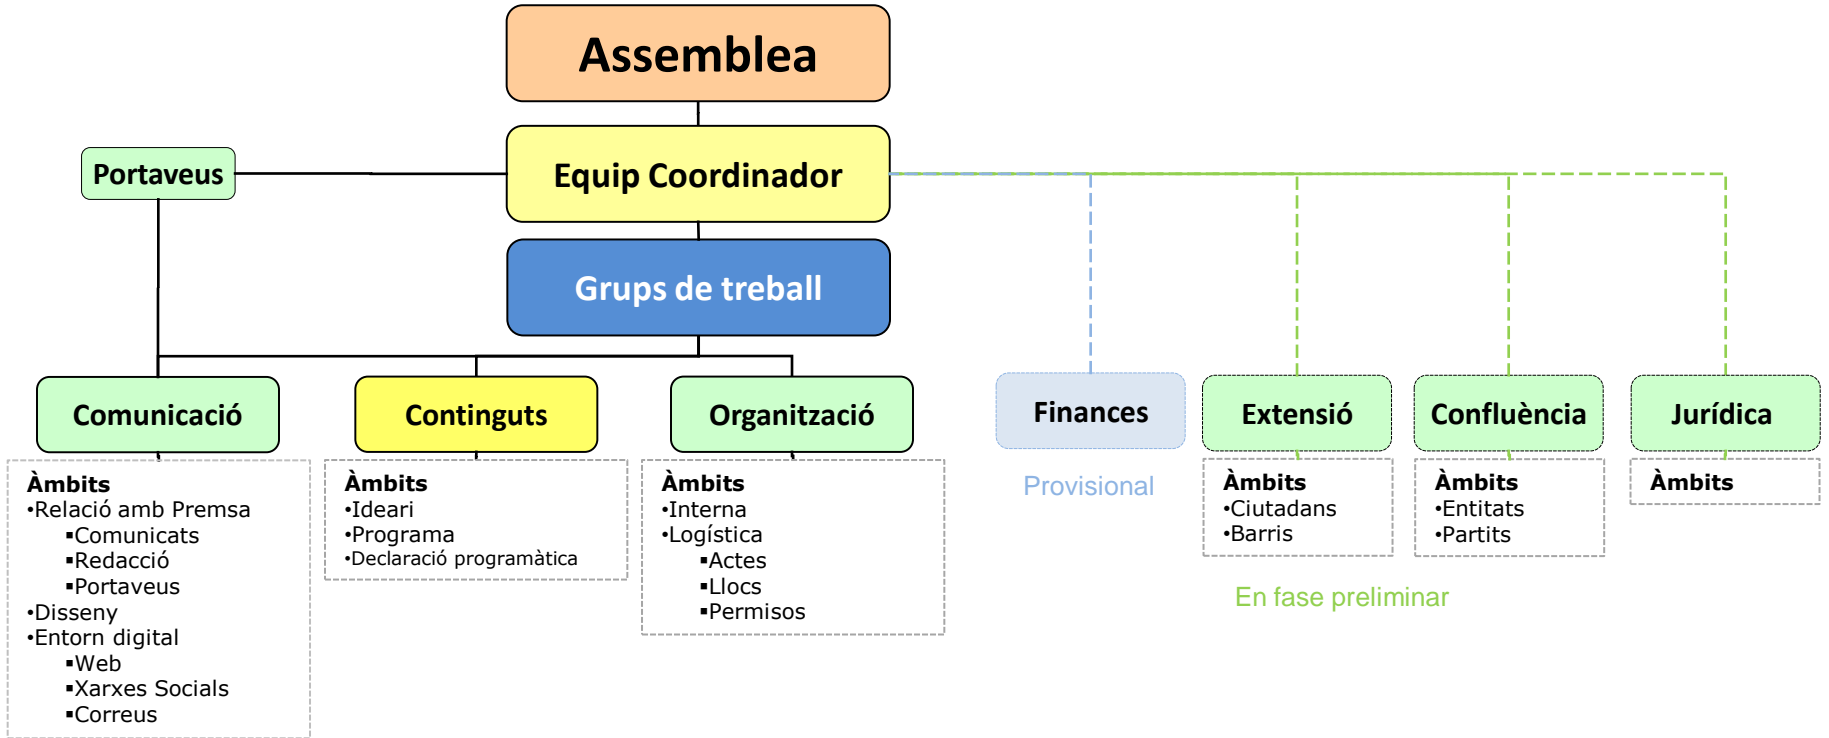 Assemblea
Portaveus
Equip Coordinador
Grups de treball
Comunicació
Continguts
Organització
Finances
Extensió
Confluència
Jurídica
Àmbits
•Relació amb Premsa
▪Comunicats
▪Redacció
▪Portaveus
•Disseny
•Entorn digital
▪Web
▪Xarxes Socials
▪Correus
Àmbits
•Ideari
•Programa
•Declaració programàtica
Àmbits
•Interna
•Logística
▪Actes
▪Llocs
▪Permisos
Provisional
Àmbits
•Ciutadans
•Barris
Àmbits
•Entitats
•Partits
Àmbits
En fase preliminar